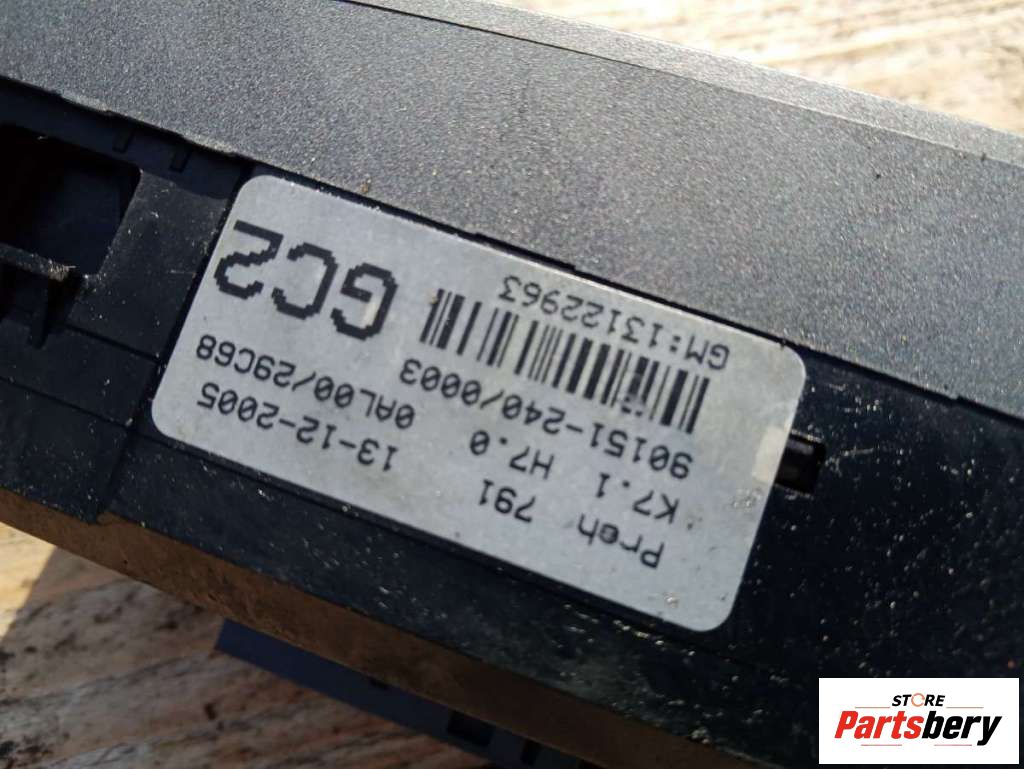 Preh 791 13-12-2005
K7.1 H7.0 0AL00/29C68
90151-240/0003
GM:13122963
GC2
STORE
Partsbery